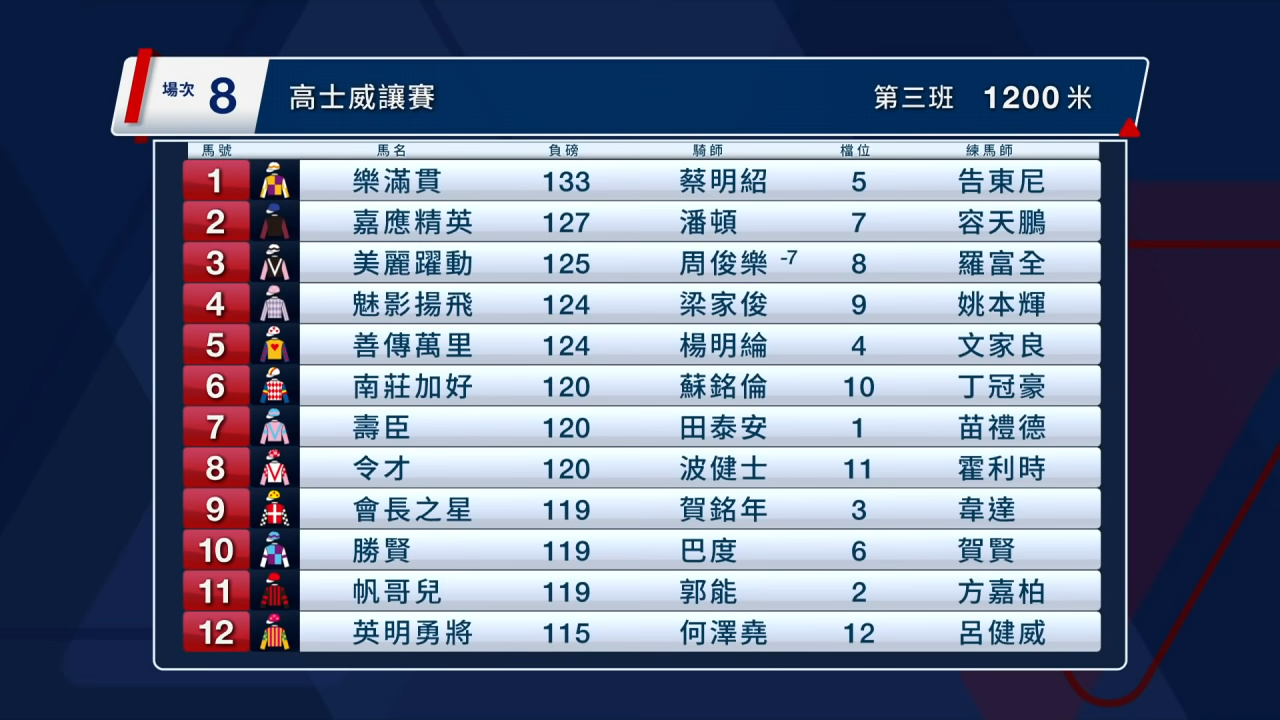 場次 8 高士威讓賽 第三班 1200 米
馬號 馬名 負磅 騎師 檔位 練馬師
1 樂滿貫 133 蔡明紹 5 告東尼
2 嘉應精英 127 潘頓 7 容天鵬
3 美麗躍動 125 周俊樂 -7 8 羅富全
4 魅影揚飛 124 梁家俊 9 姚本輝
5 善傳萬里 124 楊明綸 4 文家良
6 南莊加好 120 蘇銘倫 10 丁冠豪
7 壽臣 120 田泰安 1 苗禮德
8 令才 120 波健士 11 霍利時
9 會長之星 119 賀銘年 3 韋達
10 勝賢 119 巴度 6 賀賢
11 帆哥兒 119 郭能 2 方嘉柏
12 英明勇將 115 何澤堯 12 呂健威